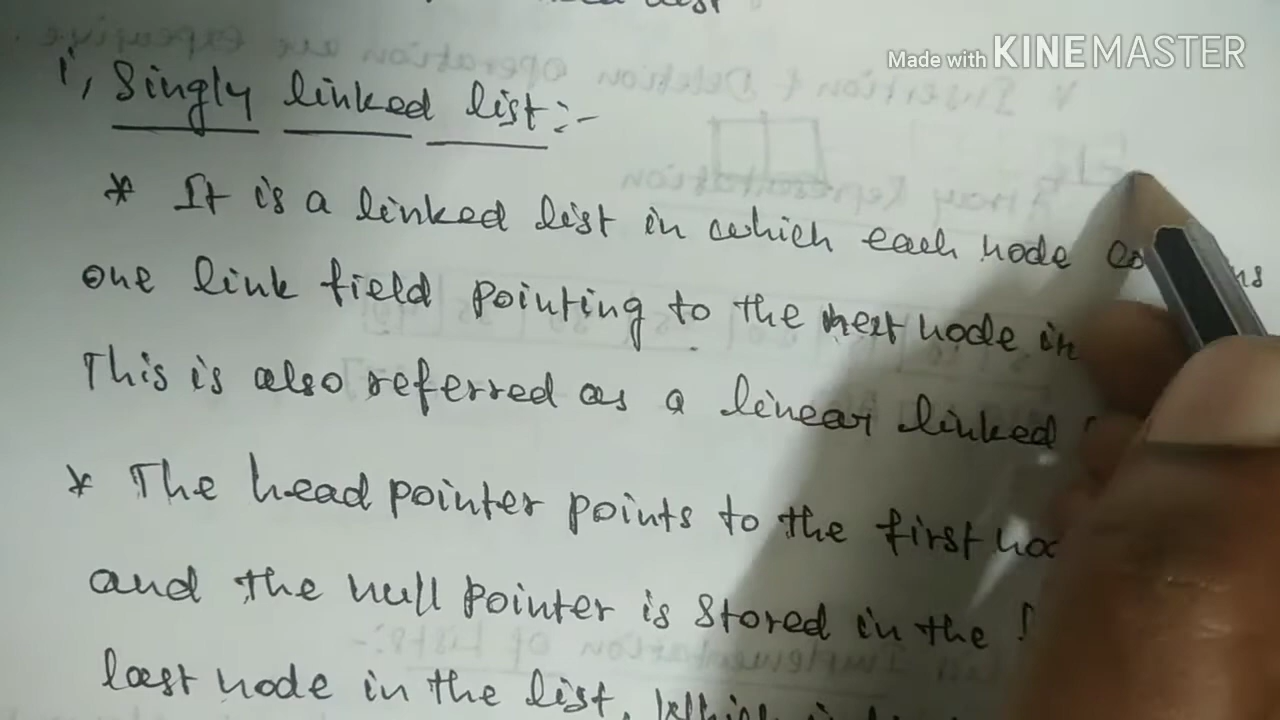 Made with KINEMASTER
i, Singly linked list :-
* It is a linked list in which each node
one link field pointing to the next node in
This is also referred as a linear linked
* The head pointer points to the first
and the null pointer is stored in the
last node in the list.